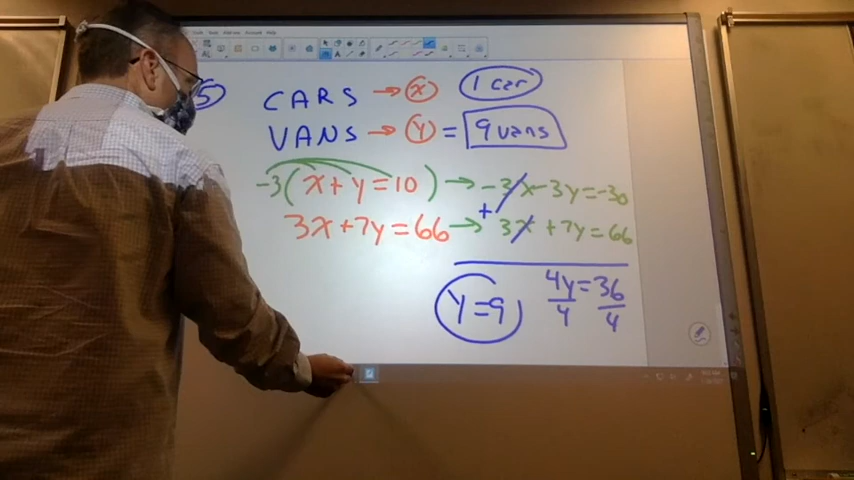 5 CARS → x 1 car
VANS → y = 9 vans
-3(x+y=10) → -3x-3y=-30
+
3x+7y=66 → 3x+7y=66
4y=36
4 4
y=9